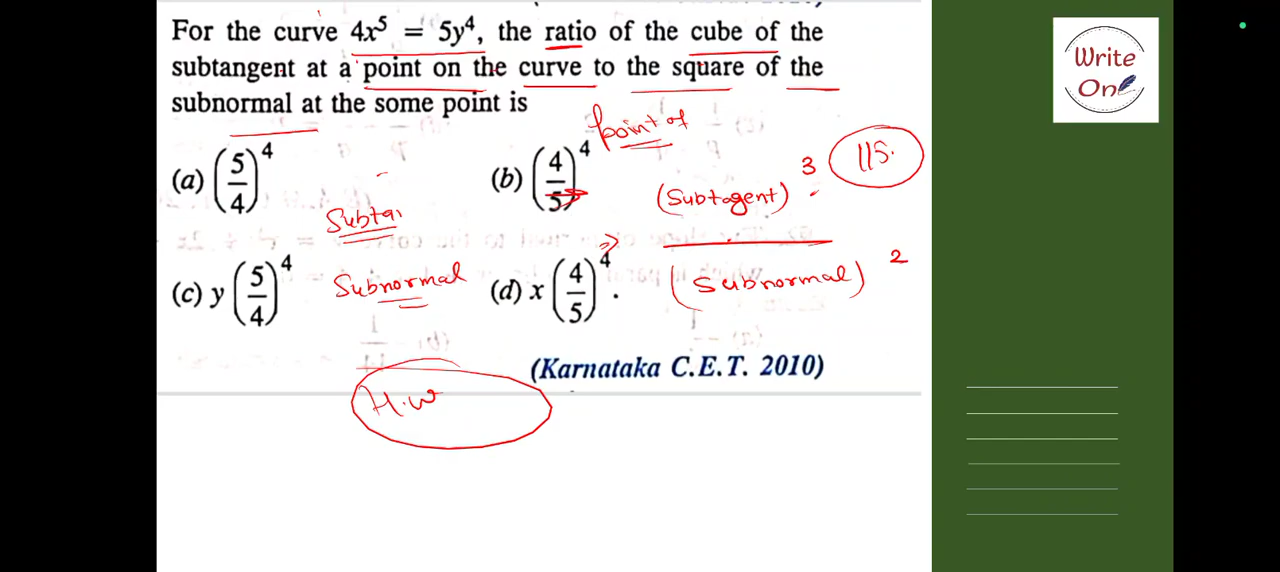 For the curve 4x⁵ = 5y⁴, the ratio of the cube of the
subtangent at a point on the curve to the square of the
subnormal at the some point is
point of
(a) (5/4)⁴
(b) (4/5)⁴
(Subtagent)³
115.
Subta
(Subnormal)²
(c) y (5/4)⁴
Subnormal
(d) x (4/5)⁴.
(Karnataka C.E.T. 2010)
H.W
Write
On